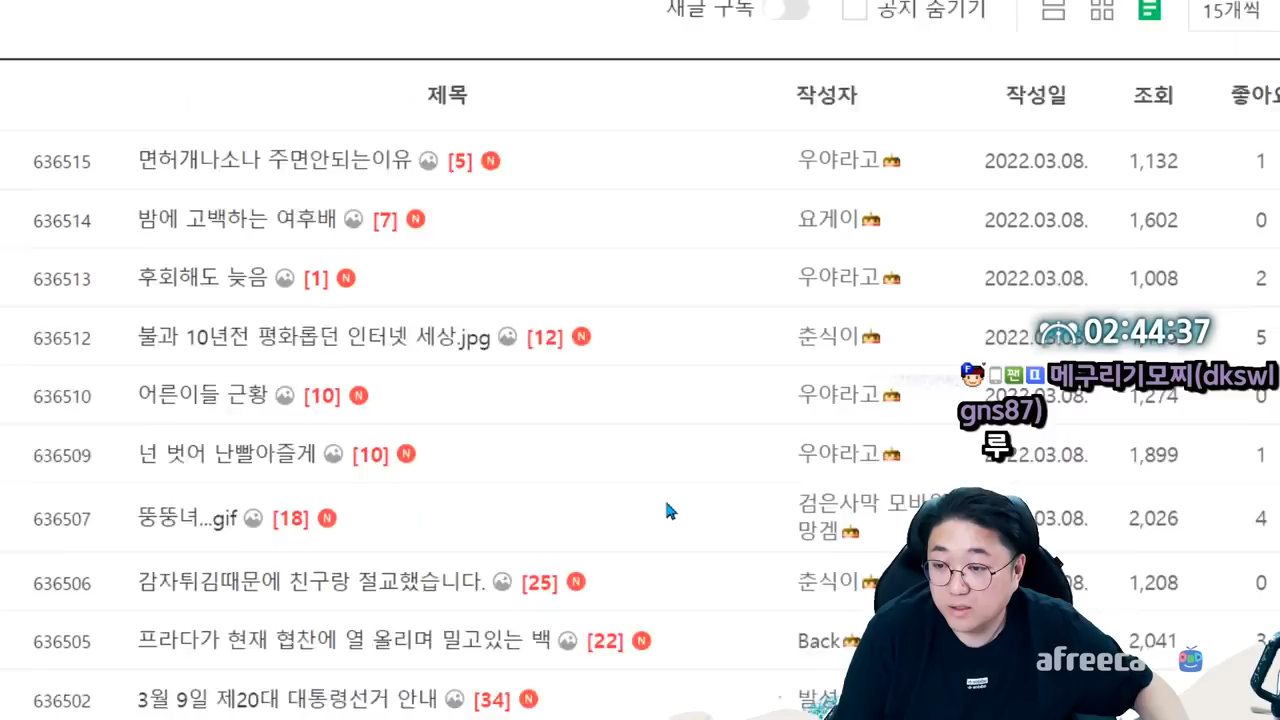 새글 구독 공지 숨기기 15개씩
제목 작성자 작성일 조회
636515 면허개나소나 주면안되는이유 [5] N 우야라고 2022.03.08. 1,132 1
636514 밤에 고백하는 여후배 [7] N 요게이 2022.03.08. 1,602 0
636513 후회해도 늦음 [1] N 우야라고 2022.03.08. 1,008 2
636512 불과 10년전 평화롭던 인터넷 세상.jpg [12] N 춘식이 5
02:44:37
636510 어른이들 근황 [10] N 우야라고 1,274 0
메구리기모찌(dkswl
gns87)
루
636509 넌 벗어 난빨아즐게 [10] N 우야라고 1,899 1
636507 뚱뚱녀...gif [18] N 검은사막 03.08. 2,026 4
망겜
636506 감자튀김때문에 친구랑 절교했습니다. [25] N 춘식이 1,208 0
636505 프라다가 현재 협찬에 열 올리며 밀고있는 백 [22] N Back 2,041
636502 3월 9일 제20대 대통령선거 안내 [34] N